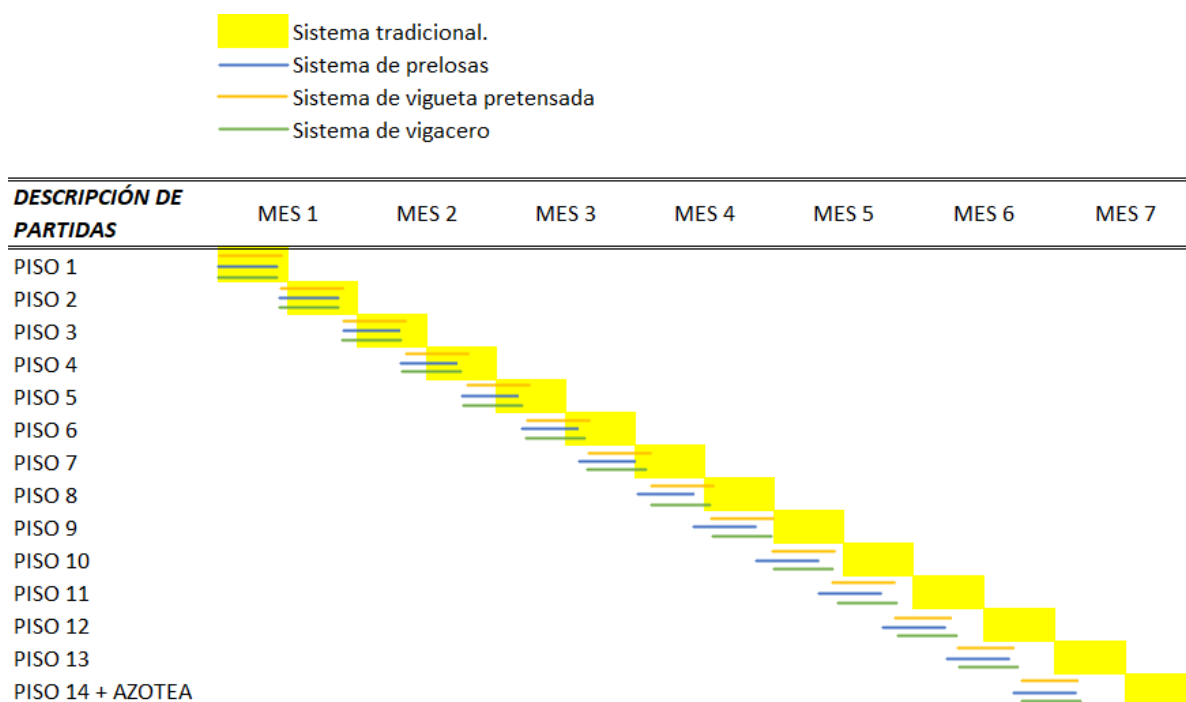 Sistema tradicional.
Sistema de prelosas
Sistema de vigueta pretensada
Sistema de vigacero
DESCRIPCIÓN DE
PARTIDAS
MES 1 MES 2 MES 3 MES 4 MES 5 MES 6 MES 7
PISO 1
PISO 2
PISO 3
PISO 4
PISO 5
PISO 6
PISO 7
PISO 8
PISO 9
PISO 10
PISO 11
PISO 12
PISO 13
PISO 14 + AZOTEA